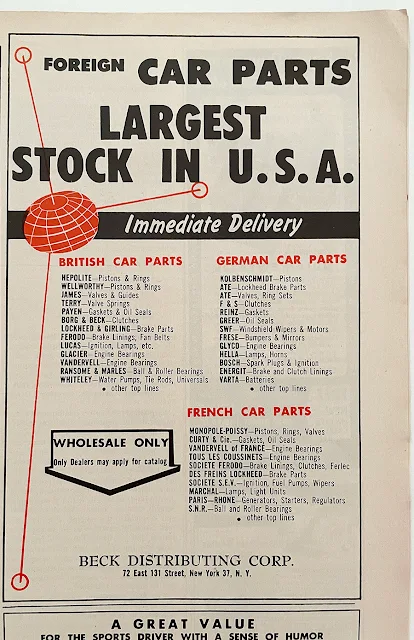 FOREIGN CAR PARTS
LARGEST
STOCK IN U.S.A.
Immediate Delivery
BRITISH CAR PARTS
HEPOLITE—Pistons & Rings
WELLWORTHY—Pistons & Rings
JAMES—Valves & Guides
TERRY—Valve Springs
PAYEN—Gaskets & Oil Seals
BORG & BECK—Clutches
LOCKHEED & GIRLING—Brake Parts
FERODO—Brake Linings, Fan Belts
LUCAS—Ignition, Lamps, etc.
GLACIER—Engine Bearings
VANDERVELL—Engine Bearings
RANSOME & MARLES—Ball & Roller Bearings
WHITELEY—Water Pumps, Tie Rods, Universals
• other top lines
GERMAN CAR PARTS
KOLBENSCHMIDT—Pistons
ATE—Lockheed Brake Parts
ATE—Valves, Ring Sets
F & S—Clutches
REINZ—Gaskets
GREER—Oil Seals
SWF—Windshield Wipers & Motors
FRESE—Bumpers & Mirrors
GLYCO—Engine Bearings
HELLA—Lamps, Horns
BOSCH—Spark Plugs & Ignition
ENERGIT—Brake and Clutch Linings
VARTA—Batteries
• other top lines
FRENCH CAR PARTS
MONOPOLE-POISSY—Pistons, Rings, Valves
CURTY & Cie.—Gaskets, Oil Seals
VANDERVELL of FRANCE—Engine Bearings
TOUS LES COUSSINETS—Engine Bearings
SOCIETE FERODO—Brake Linings, Clutches, Ferlec
DES FREINS LOCKHEED—Brake Parts
SOCIETE S.E.V.—Ignition, Fuel Pumps, Wipers
MARCHAL—Lamps, Light Units
PARIS-RHONE—Generators, Starters, Regulators
S.N.R.—Ball and Roller Bearings
• other top lines
WHOLESALE ONLY
Only Dealers may apply for catalog
BECK DISTRIBUTING CORP.
72 East 131 Street, New York 37, N. Y.
A GREAT VALUE
FOR THE SPORTS DRIVER WITH A SENSE OF HUMOR